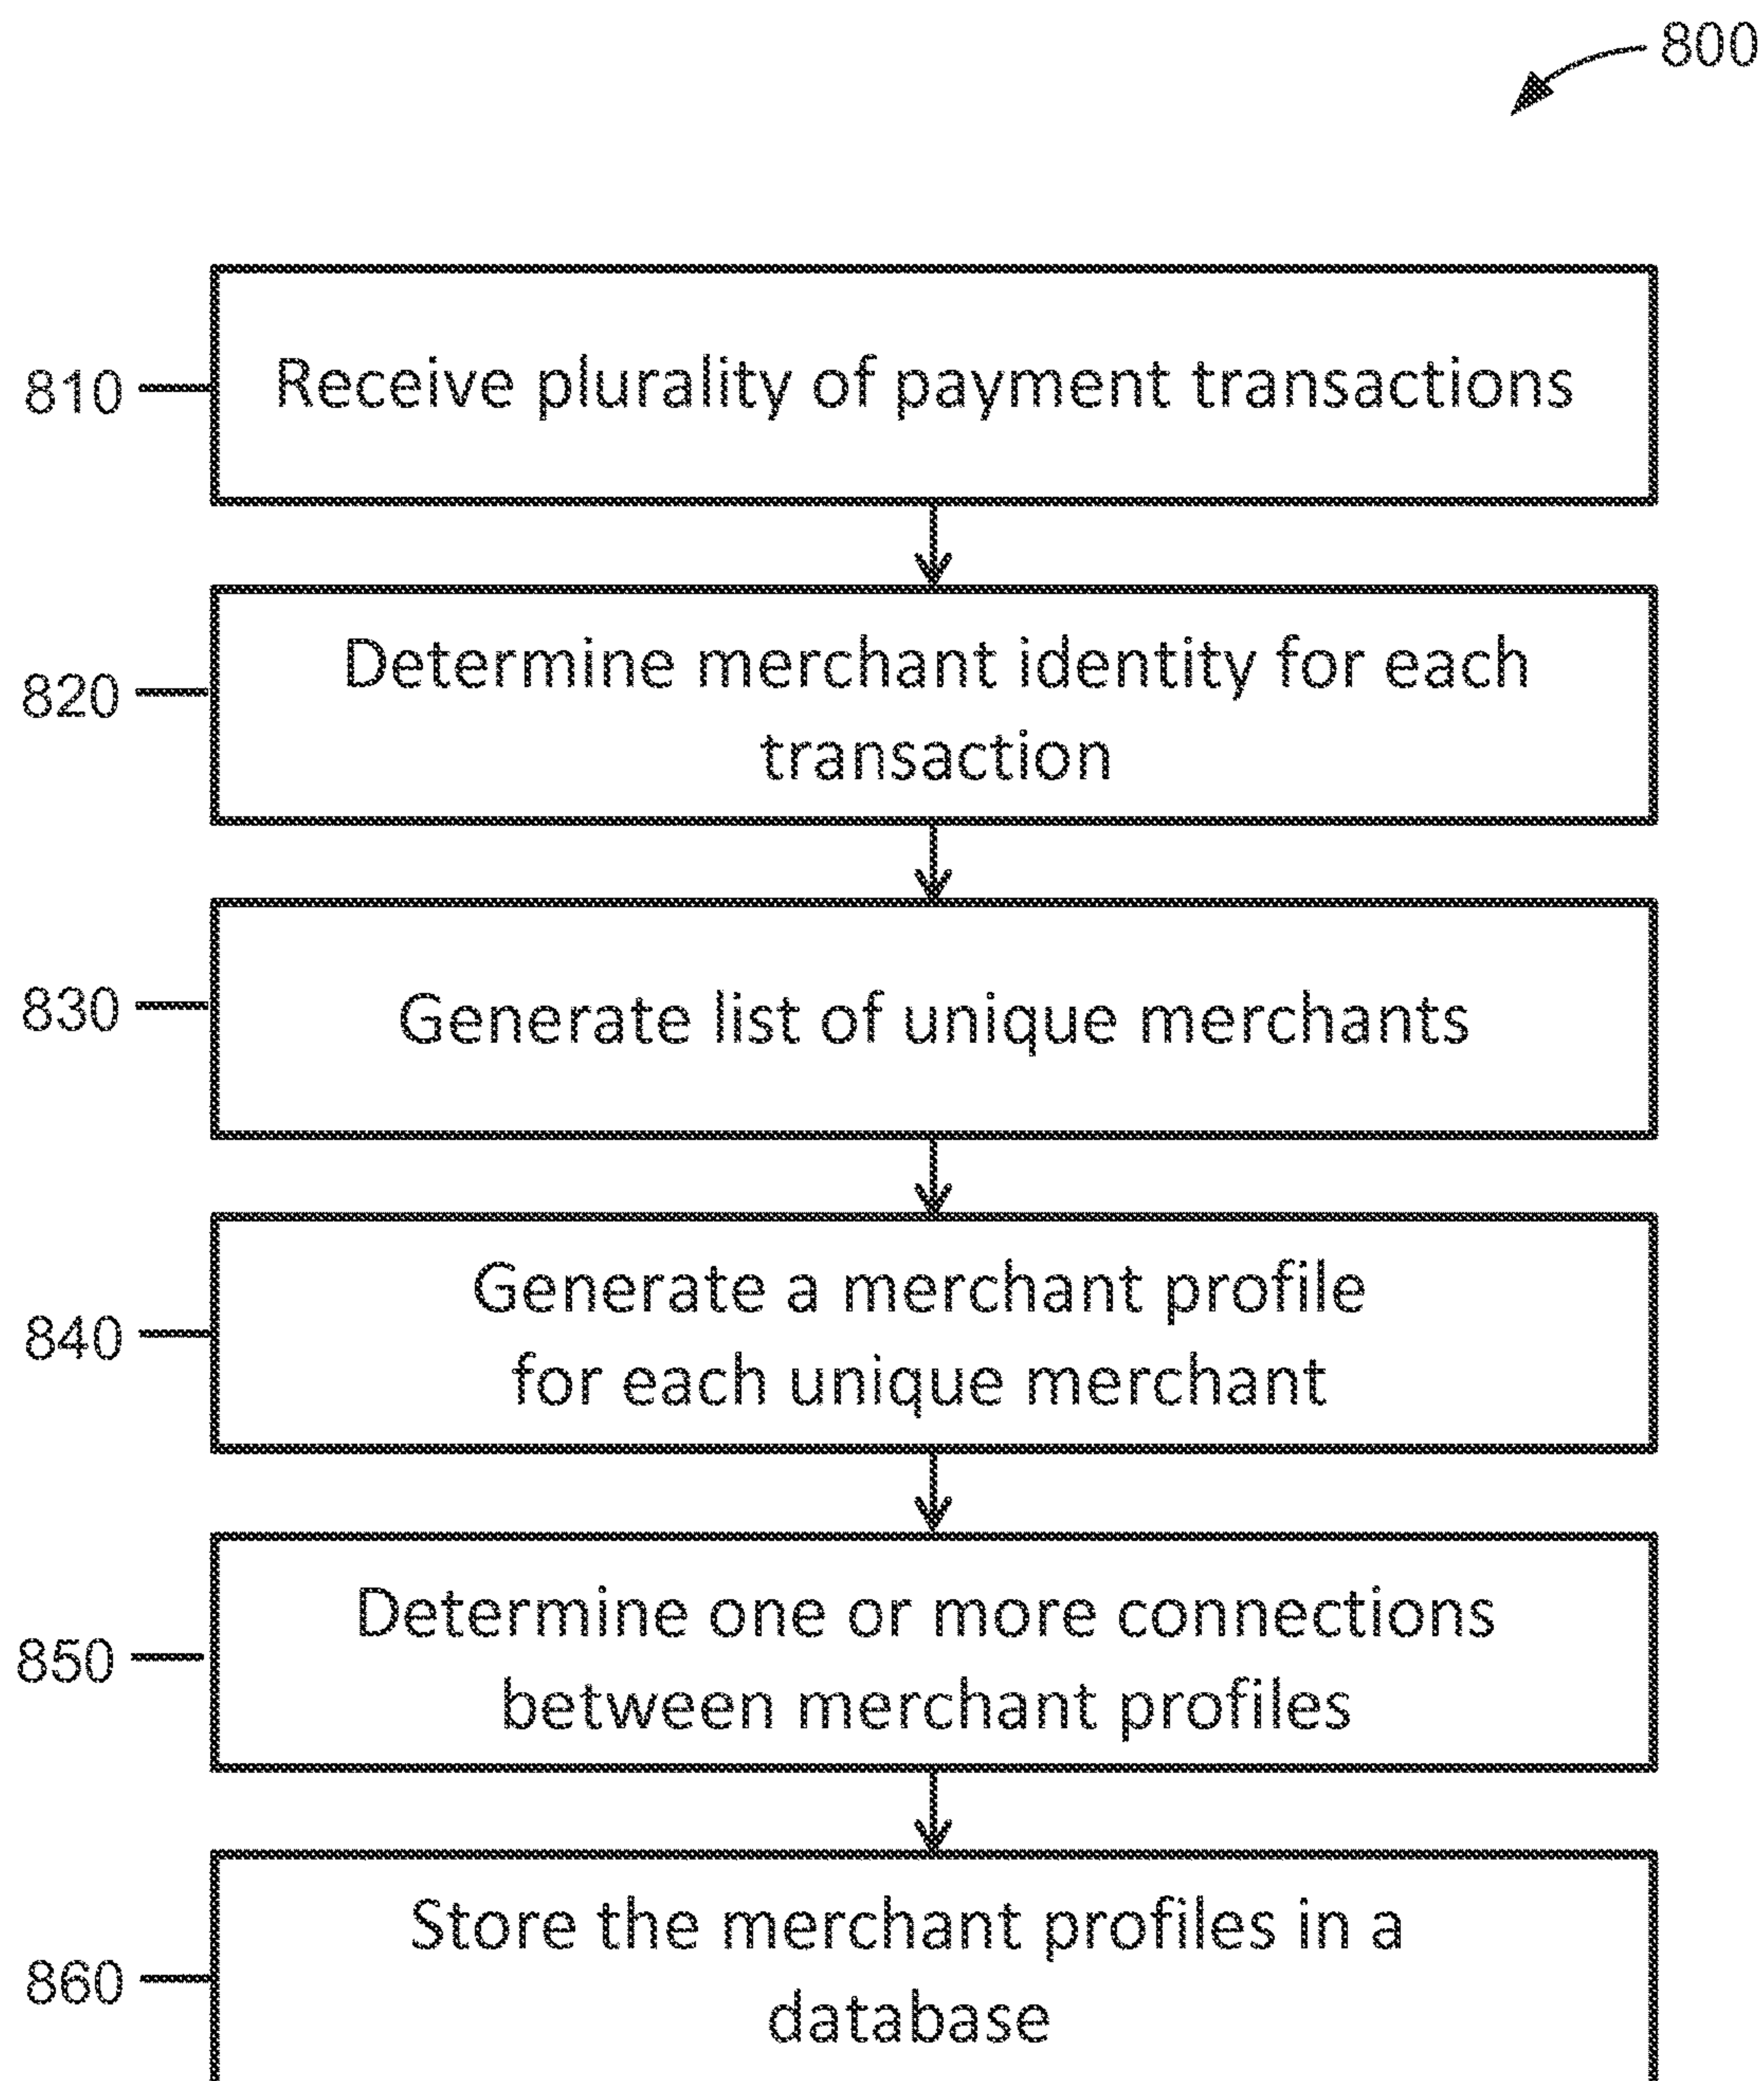 800
810
Receive plurality of payment transactions
820
Determine merchant identity for each
transaction
830
Generate list of unique merchants
840
Generate a merchant profile
for each unique merchant
850
Determine one or more connections
between merchant profiles
860
Store the merchant profiles in a
database